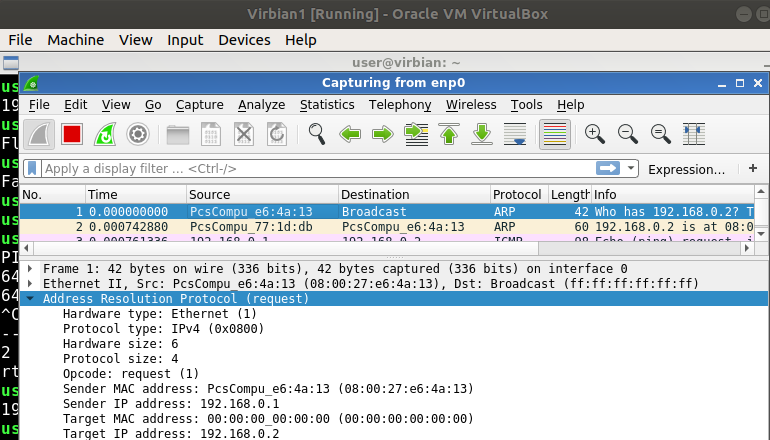 Virbian1 [Running] - Oracle VM VirtualBox
File Machine View Input Devices Help
user@virbian: ~
Capturing from enp0
File Edit View Go Capture Analyze Statistics Telephony Wireless Tools Help
Apply a display filter ... <Ctrl-/> Expression... +
No. Time Source Destination Protocol Length Info
1 0.000000000 PcsCompu_e6:4a:13 Broadcast ARP 42 Who has 192.168.0.2? T
2 0.000742880 PcsCompu_77:1d:db PcsCompu_e6:4a:13 ARP 60 192.168.0.2 is at 08:0
3 0.000761336 192.168.0.1 192.168.0.2 ICMP 98 Echo (ping) request
Frame 1: 42 bytes on wire (336 bits), 42 bytes captured (336 bits) on interface 0
Ethernet II, Src: PcsCompu_e6:4a:13 (08:00:27:e6:4a:13), Dst: Broadcast (ff:ff:ff:ff:ff:ff)
Address Resolution Protocol (request)
Hardware type: Ethernet (1)
Protocol type: IPv4 (0x0800)
Hardware size: 6
Protocol size: 4
Opcode: request (1)
Sender MAC address: PcsCompu_e6:4a:13 (08:00:27:e6:4a:13)
Sender IP address: 192.168.0.1
Target MAC address: 00:00:00_00:00:00 (00:00:00:00:00:00)
Target IP address: 192.168.0.2
us
19
us
Fl
us
Fa
us
us
PI
64
64
^C
--
2
rt
us
19
us